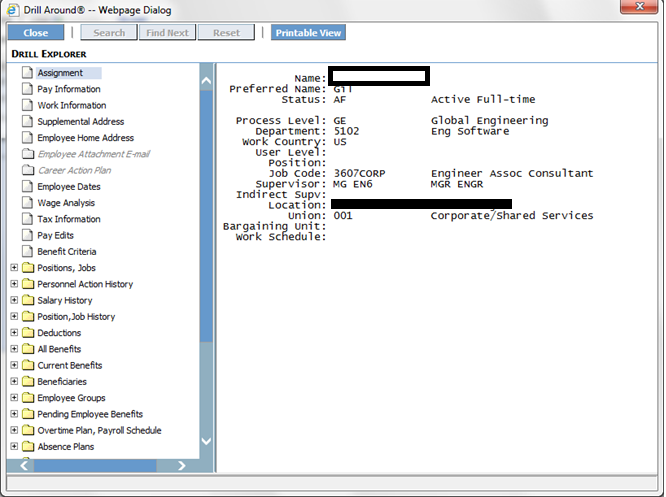 Drill Around® -- Webpage Dialog
Close | Search Find Next Reset | Printable View
DRILL EXPLORER
Assignment
Pay Information
Work Information
Supplemental Address
Employee Home Address
Employee Attachment E-mail
Career Action Plan
Employee Dates
Wage Analysis
Tax Information
Pay Edits
Benefit Criteria
Positions, Jobs
Personnel Action History
Salary History
Position,Job History
Deductions
All Benefits
Current Benefits
Beneficiaries
Employee Groups
Pending Employee Benefits
Overtime Plan, Payroll Schedule
Absence Plans
Name:
Preferred Name: Gil
Status: AF Active Full-time
Process Level: GE Global Engineering
Department: 5102 Eng Software
Work Country: US
User Level:
Position:
Job Code: 3607CORP Engineer Assoc Consultant
Supervisor: MG EN6 MGR ENGR
Indirect Supv:
Location:
Union: 001 Corporate/Shared Services
Bargaining Unit:
Work Schedule: